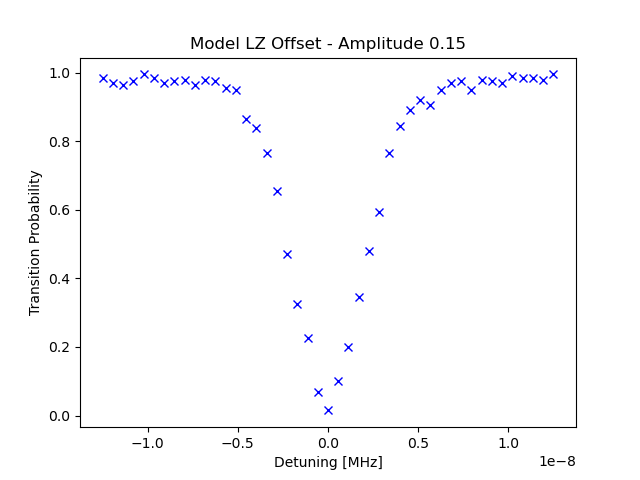 Model LZ Offset - Amplitude 0.15
Transition Probability
1.0
0.8
0.6
0.4
0.2
0.0
−1.0 −0.5 0.0 0.5 1.0
1e−8
Detuning [MHz]